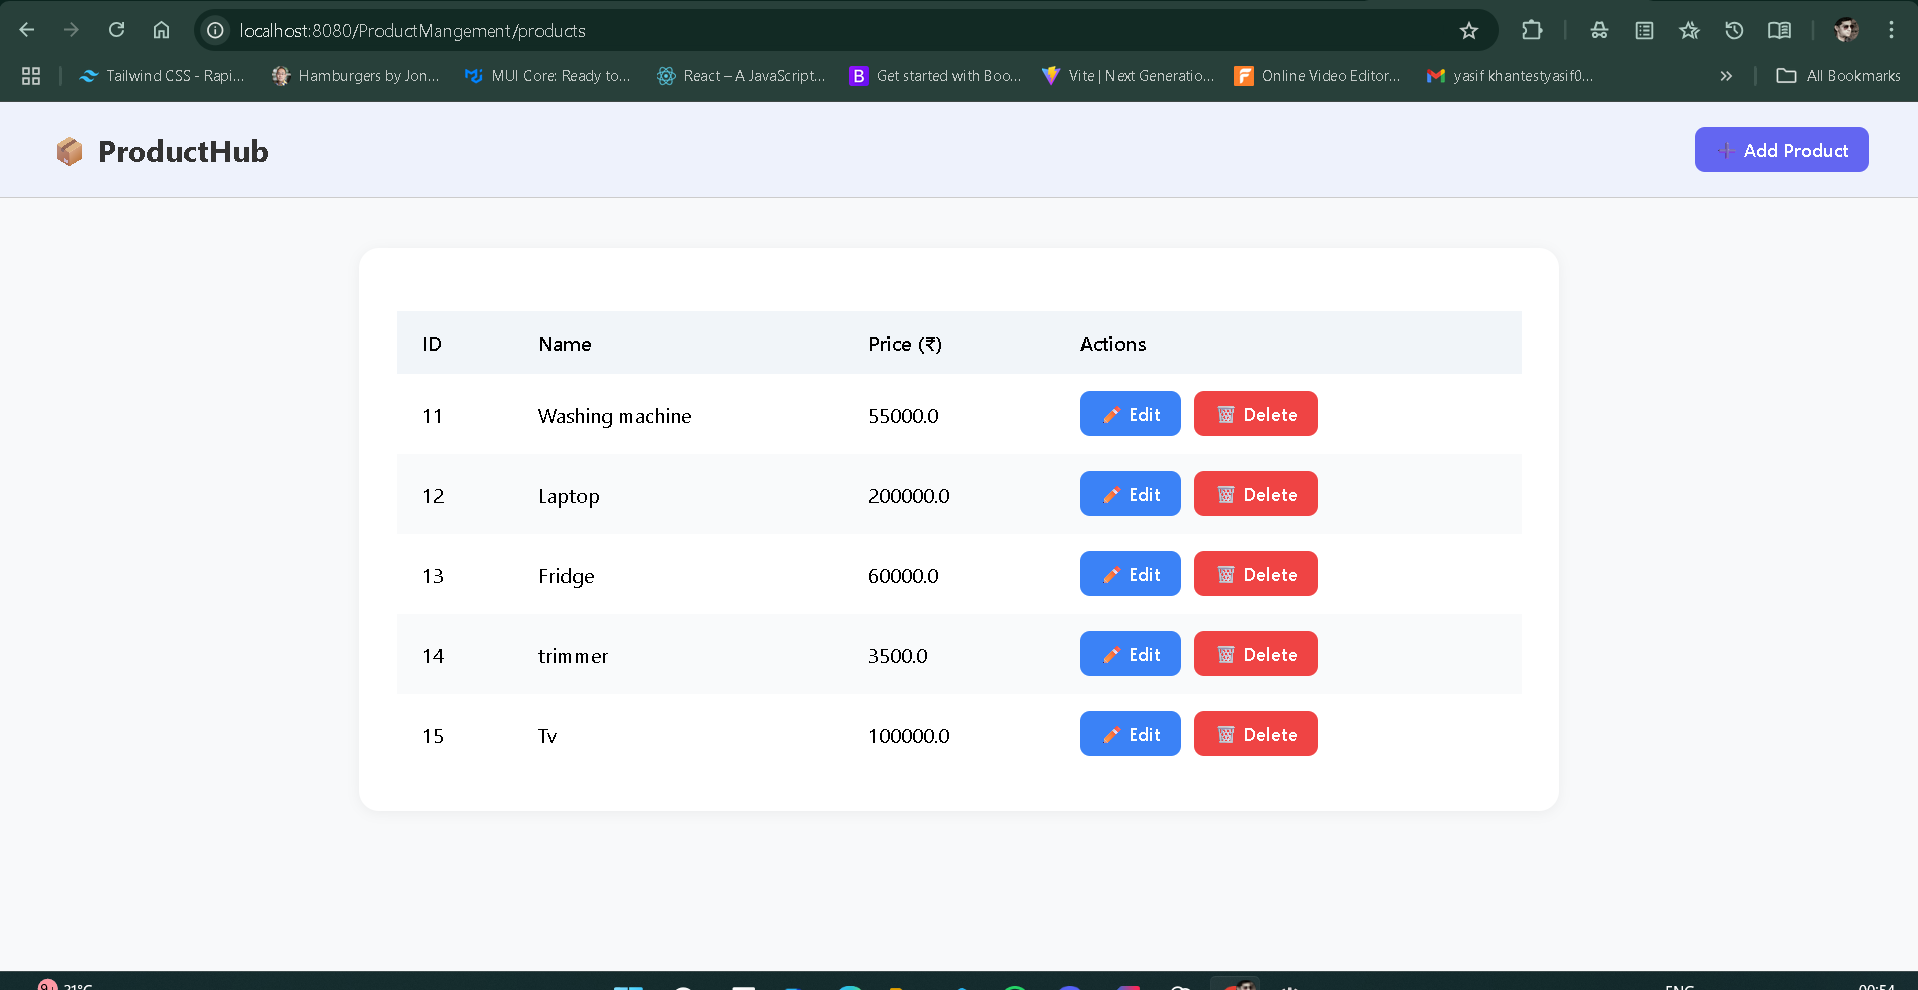 localhost:8080/ProductMangement/products
Tailwind CSS - Rapi... Hamburgers by Jon... MUI Core: Ready to... React – A JavaScript... B Get started with Boo... Vite | Next Generatio... Online Video Editor... yasif khantestyasif0... » All Bookmarks
ProductHub Add Product
ID Name Price (₹) Actions
11 Washing machine 55000.0 Edit Delete
12 Laptop 200000.0 Edit Delete
13 Fridge 60000.0 Edit Delete
14 trimmer 3500.0 Edit Delete
15 Tv 100000.0 Edit Delete